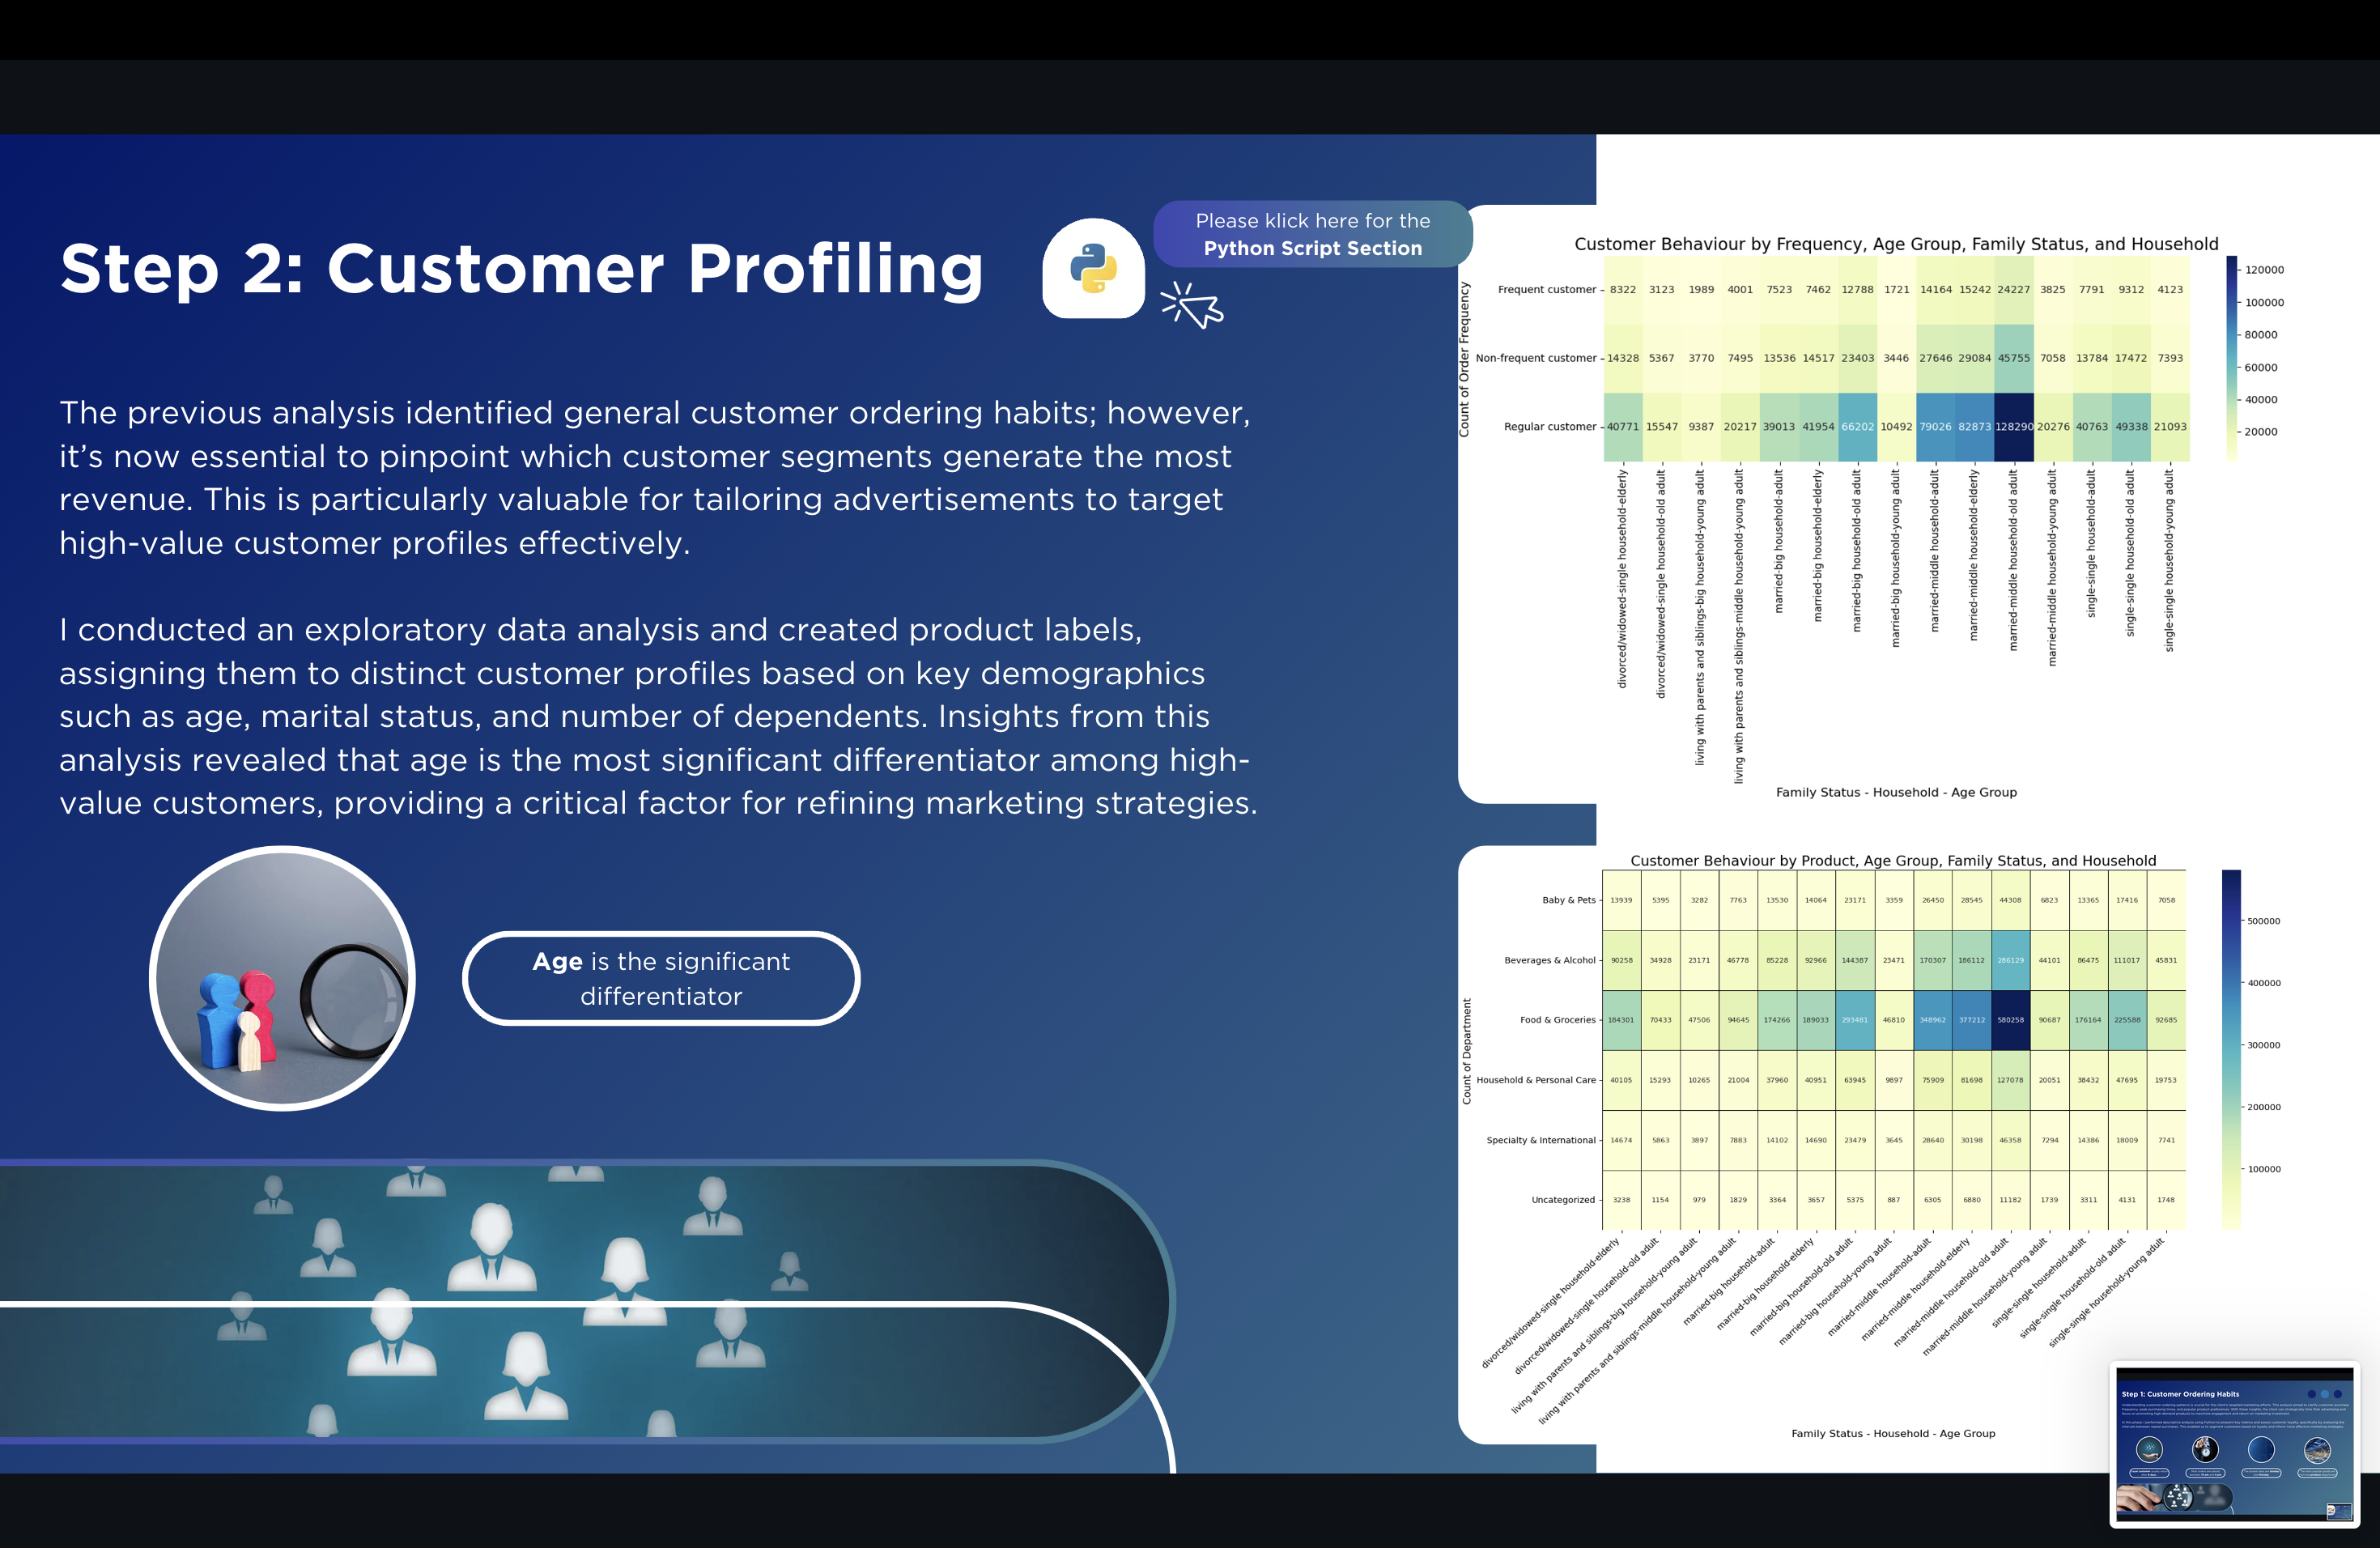 Step 2: Customer Profiling
Please klick here for the
Python Script Section
The previous analysis identified general customer ordering habits; however,
it's now essential to pinpoint which customer segments generate the most
revenue. This is particularly valuable for tailoring advertisements to target
high-value customer profiles effectively.
I conducted an exploratory data analysis and created product labels,
assigning them to distinct customer profiles based on key demographics
such as age, marital status, and number of dependents. Insights from this
analysis revealed that age is the most significant differentiator among high-
value customers, providing a critical factor for refining marketing strategies.
Age is the significant
differentiator
Customer Behaviour by Frequency, Age Group, Family Status, and Household
Count of Order Frequency
Frequent customer 8322 3123 1989 4001 7523 7462 12788 1721 14164 15242 24227 3825 7791 9312 4123
Non-frequent customer 14328 5367 3770 7495 13536 14517 23403 3446 27646 29084 45755 7058 13784 17472 7393
Regular customer 40771 15547 9387 20217 39013 41954 66202 10492 79026 82873 128290 20276 40763 49338 21093
120000
100000
80000
60000
40000
20000
divorced/widowed-single household-elderly
divorced/widowed-single household-old adult
living with parents and siblings-big household-young adult
living with parents and siblings-middle household-young adult
married-big household-adult
married-big household-elderly
married-big household-old adult
married-big household-young adult
married-middle household-adult
married-middle household-elderly
married-middle household-old adult
married-middle household-young adult
single-single household-adult
single-single household-old adult
single-single household-young adult
Family Status - Household - Age Group
Customer Behaviour by Product, Age Group, Family Status, and Household
Count of Department
Baby & Pets 13939 5395 3282 7763 13530 14064 23171 3359 26450 28545 44308 6823 13365 17416 7058
Beverages & Alcohol 90258 34928 23171 46778 85228 92966 144387 23471 170307 186112 286129 44101 86475 111017 45831
Food & Groceries 184301 70433 47506 94645 174266 189033 293481 46810 348962 377212 580258 90687 176164 225588 92685
Household & Personal Care 40105 15293 10265 21004 37960 40951 63945 9897 75909 81698 127078 20051 38432 47695 19753
Specialty & International 14674 5863 3897 7883 14102 14690 23479 3645 28640 30198 46358 7294 14386 18009 7741
Uncategorized 3238 1154 979 1829 3364 3657 5375 887 6305 6880 11182 1739 3311 4131 1748
500000
400000
300000
200000
100000
divorced/widowed-single household-elderly
divorced/widowed-single household-old adult
living with parents and siblings-big household-young adult
living with parents and siblings-middle household-young adult
married-big household-adult
married-big household-elderly
married-big household-old adult
married-big household-young adult
married-middle household-adult
married-middle household-elderly
married-middle household-old adult
married-middle household-young adult
single-single household-adult
single-single household-old adult
single-single household-young adult
Family Status - Household - Age Group
Step 1: Customer Ordering Habits